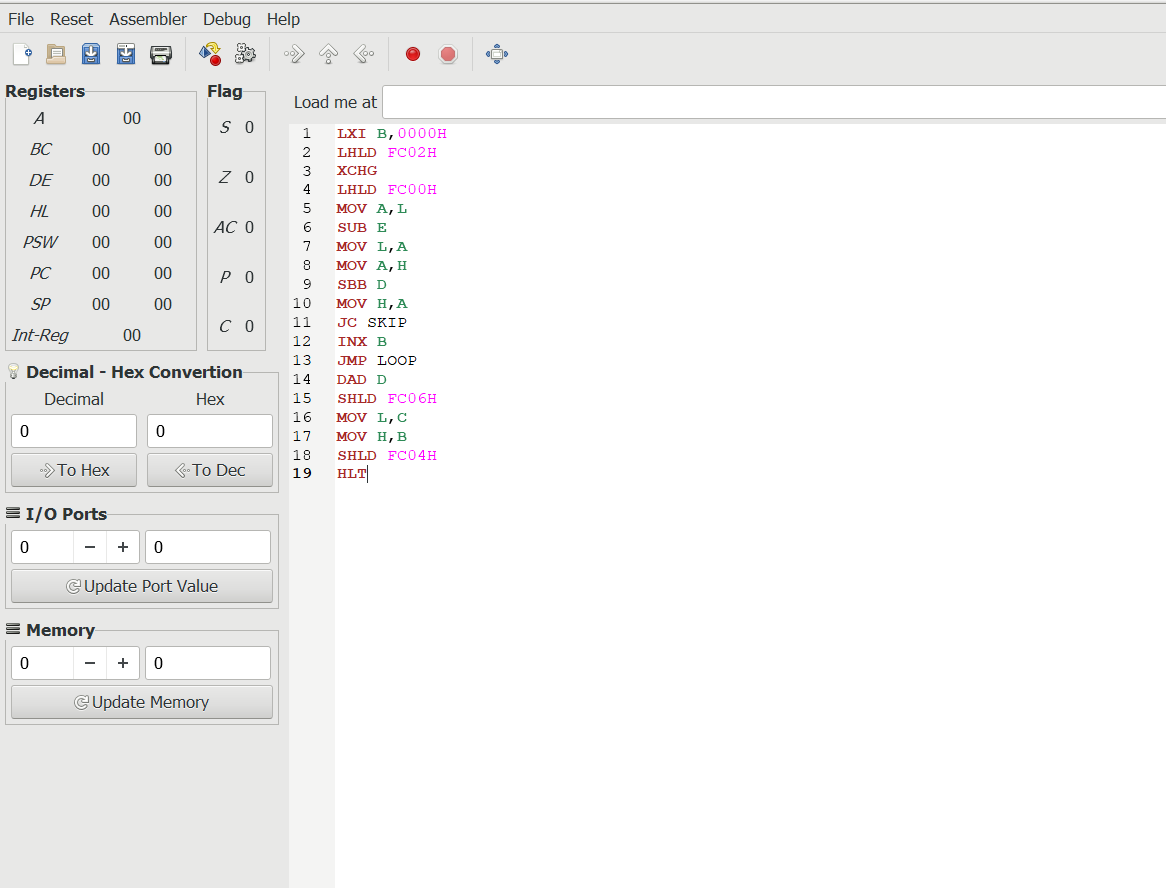 File Reset Assembler Debug Help
Registers
A 00
BC 00 00
DE 00 00
HL 00 00
PSW 00 00
PC 00 00
SP 00 00
Int-Reg 00
Flag
S 0
Z 0
AC 0
P 0
C 0
Decimal - Hex Convertion
Decimal Hex
0 0
To Hex To Dec
I/O Ports
0 − + 0
Update Port Value
Memory
0 − + 0
Update Memory
Load me at
1 LXI B,0000H
2 LHLD FC02H
3 XCHG
4 LHLD FC00H
5 MOV A,L
6 SUB E
7 MOV L,A
8 MOV A,H
9 SBB D
10 MOV H,A
11 JC SKIP
12 INX B
13 JMP LOOP
14 DAD D
15 SHLD FC06H
16 MOV L,C
17 MOV H,B
18 SHLD FC04H
19 HLT